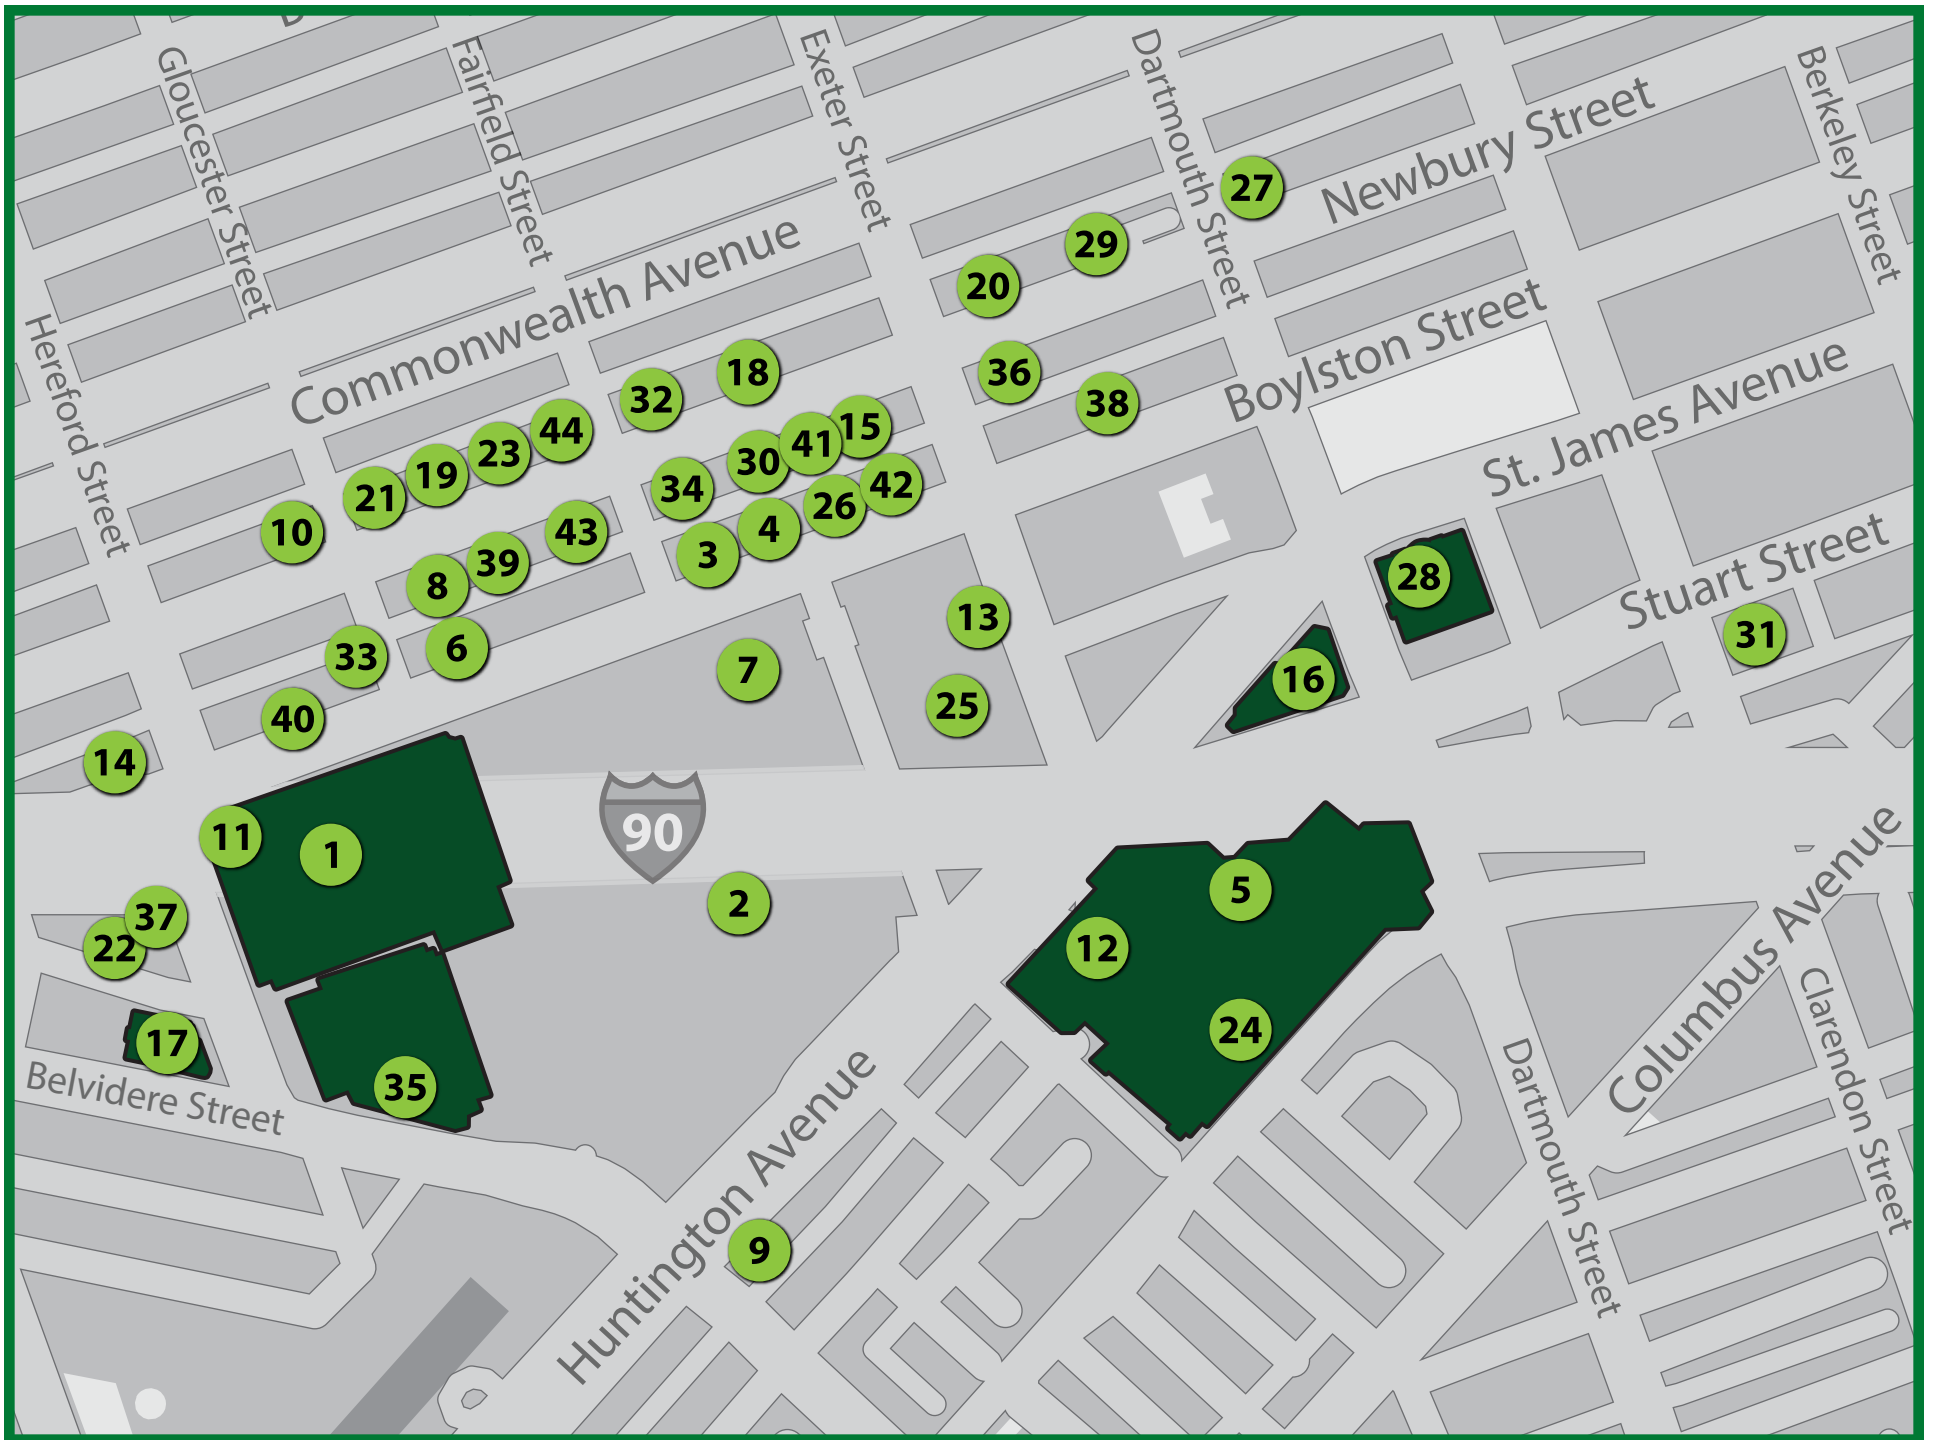 Gloucester Street
Fairfield Street
Exeter Street
Dartmouth Street
Berkeley Street
Newbury Street
27
29
20
Commonwealth Avenue
Hereford Street
Boylston Street
18
36
32
38
St. James Avenue
44
15
41
23
30
19
34
42
21
26
10
43
4
3
39
8
28
Stuart Street
13
31
6
33
7
16
25
40
14
90
11
1
5
2
37
22
12
Columbus Avenue
24
17
35
Belvidere Street
Huntington Avenue
Clarendon Street
Dartmouth Street
9